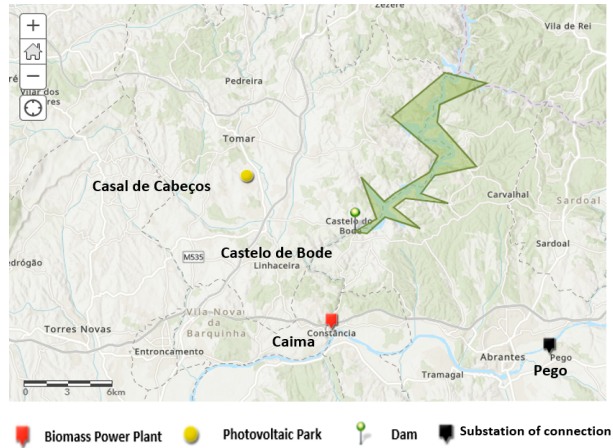 Zêzere
Vila de Rei
+
−
Vilar dos
Pedreira
Tomar
Casal de Cabeços
Carvalhal
Sardoal
Castelo do
Bode
Castelo de Bode
Sardoal
M535
Linhaceira
Vila Nova
da
Barquinha
Torres Novas
Constância
Caima
Entroncamento
Abrantes
Pego
Pego
Tramagal
0 3 6km
Biomass Power Plant
Photovoltaic Park
Dam
Substation of connection